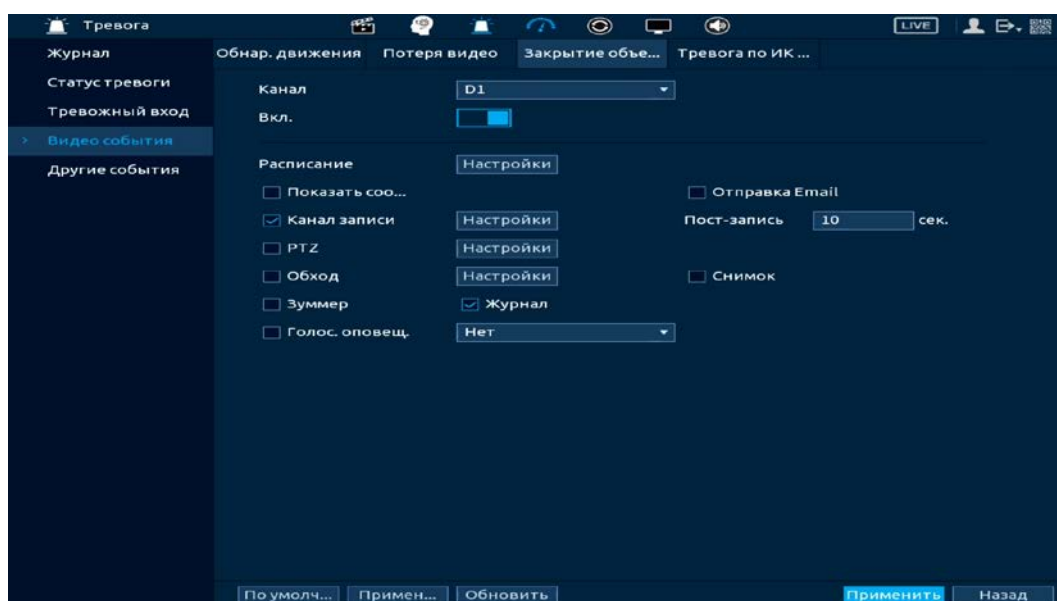 Тревога LIVE
Журнал
Статус тревоги
Тревожный вход
Видео события
Другие события
Обнар. движения Потеря видео Закрытие объе... Тревога по ИК ...
Канал D1
Вкл.
Расписание Настройки
Показать соо... Отправка Email
Канал записи Настройки Пост-запись 10 сек.
PTZ Настройки
Обход Настройки Снимок
Зуммер Журнал
Голос. оповещ. Нет
По умолч... Примен... Обновить Применить Назад